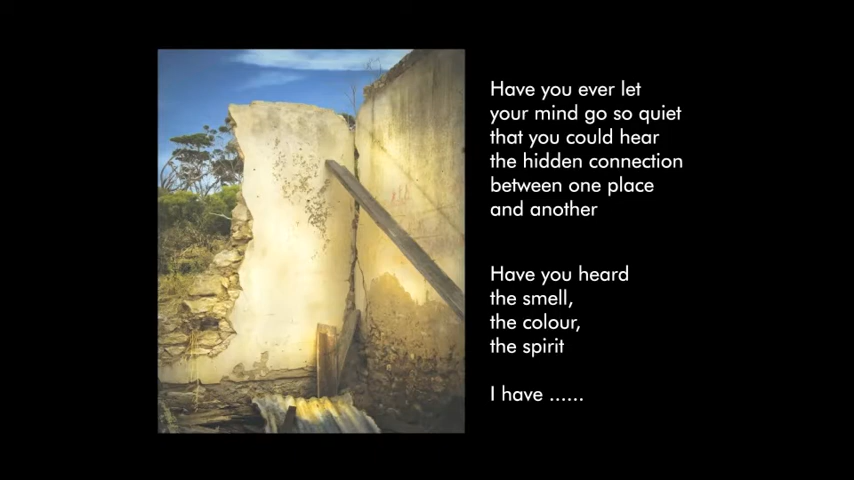 Have you ever let
your mind go so quiet
that you could hear
the hidden connection
between one place
and another
Have you heard
the smell,
the colour,
the spirit
I have ......